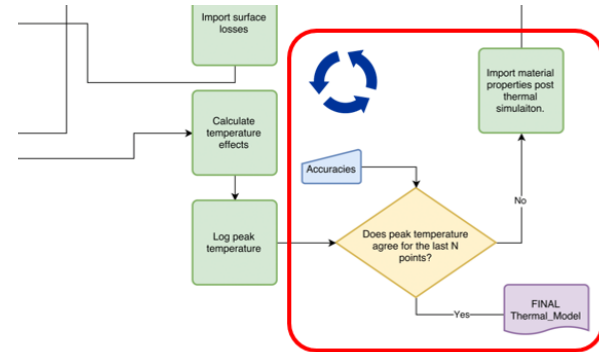 Import surface
losses
Import material
properties post
thermal
simulaiton.
Calculate
temperature
effects
Accuracies
Log peak
temperature
Does peak temperature
agree for the last N
points?
No
Yes
FINAL
Thermal_Model